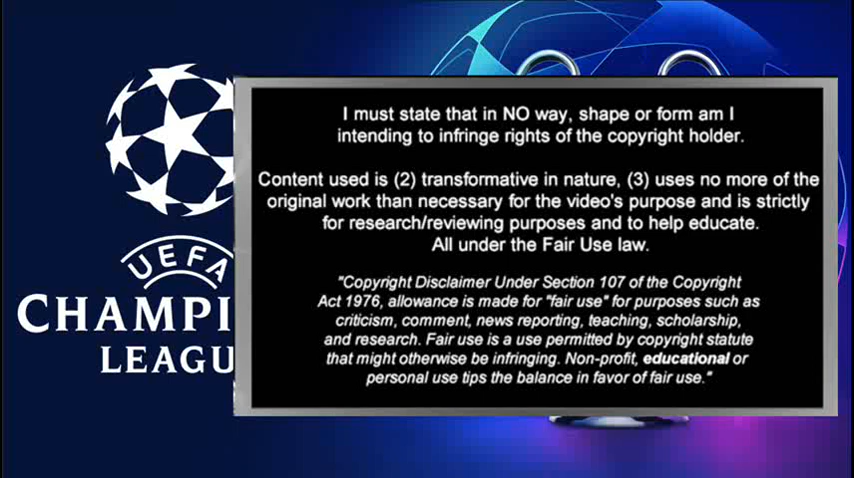 I must state that in NO way, shape or form am I
intending to infringe rights of the copyright holder.
Content used is (2) transformative in nature, (3) uses no more of the
original work than necessary for the video's purpose and is strictly
for research/reviewing purposes and to help educate.
All under the Fair Use law.
"Copyright Disclaimer Under Section 107 of the Copyright
Act 1976, allowance is made for "fair use" for purposes such as
criticism, comment, news reporting, teaching, scholarship,
and research. Fair use is a use permitted by copyright statute
that might otherwise be infringing. Non-profit, educational or
personal use tips the balance in favor of fair use."
UEFA
CHAMPI
LEAGU